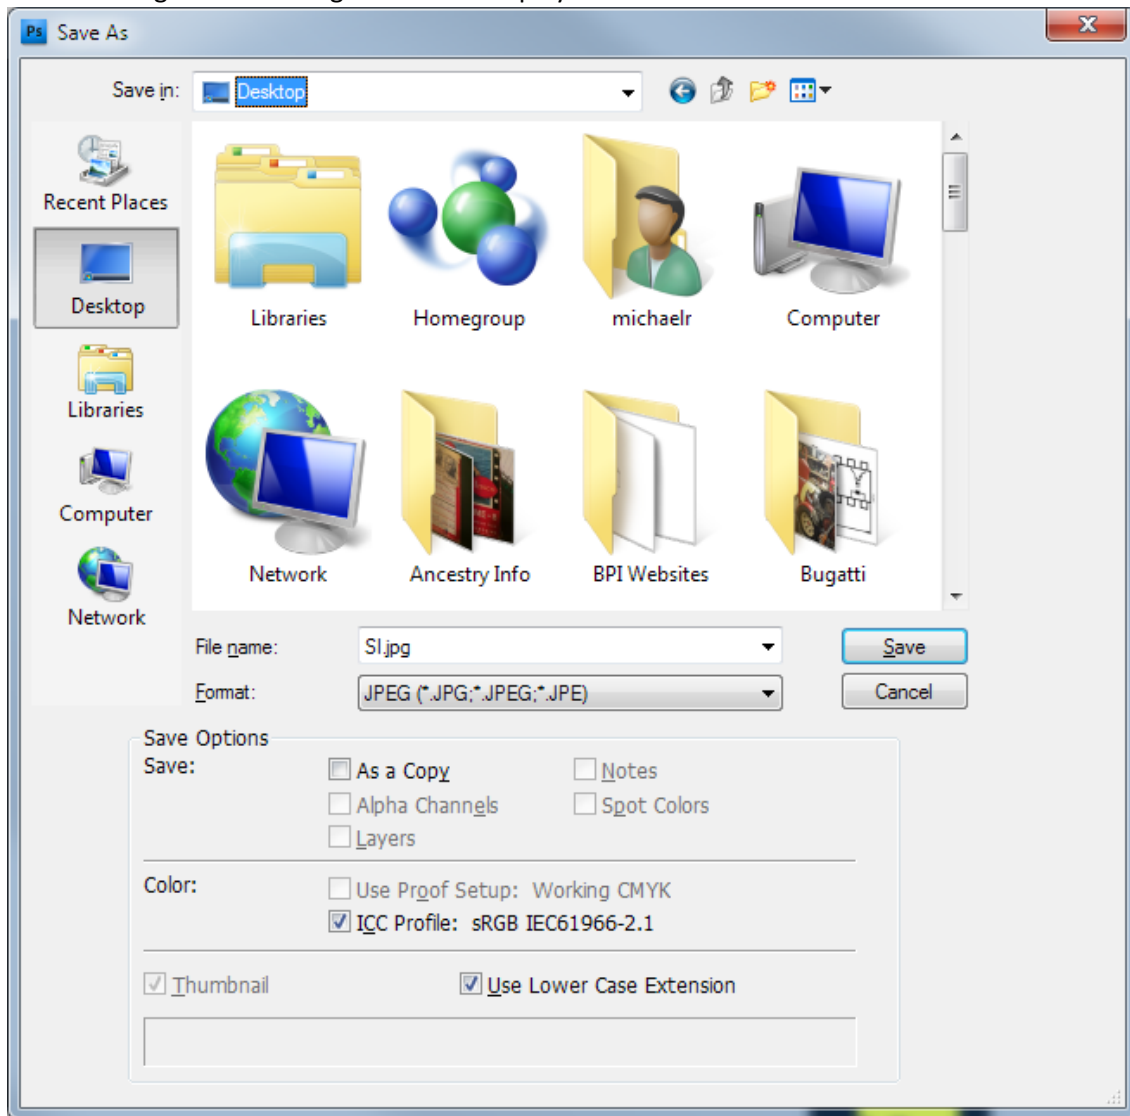 Ps Save As
Save in: Desktop
Recent Places
Desktop
Libraries
Computer
Network
Libraries Homegroup michaelr Computer
Network Ancestry Info BPI Websites Bugatti
File name: SI.jpg Save
Format: JPEG (*.JPG;*.JPEG;*.JPE) Cancel
Save Options
Save: As a Copy Notes
Alpha Channels Spot Colors
Layers
Color: Use Proof Setup: Working CMYK
ICC Profile: sRGB IEC61966-2.1
Thumbnail Use Lower Case Extension